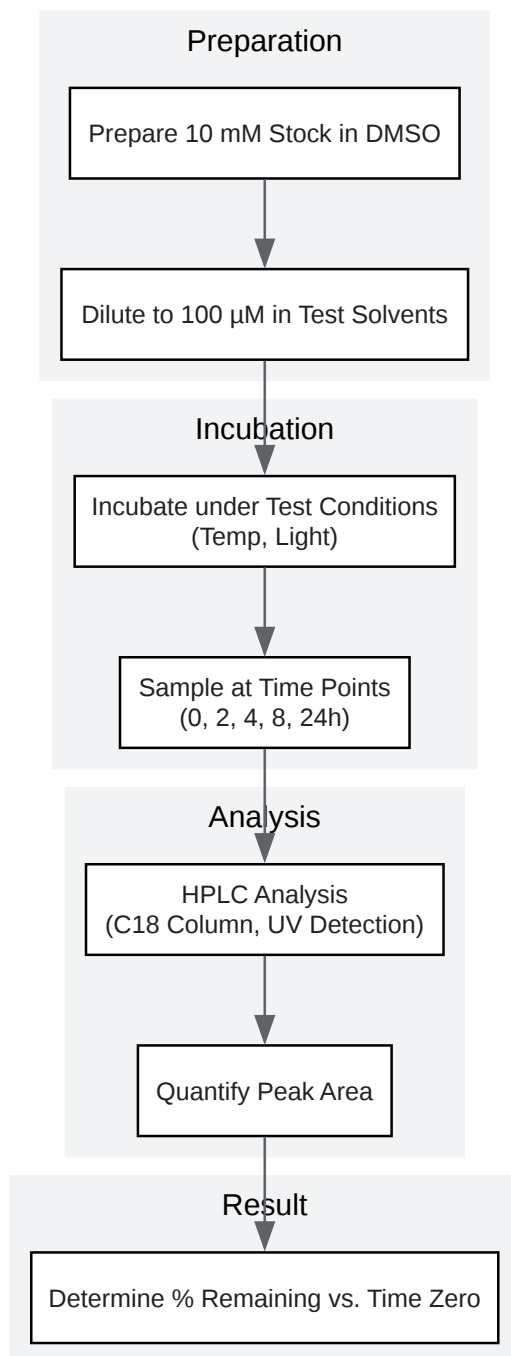 Preparation
Prepare 10 mM Stock in DMSO
Dilute to 100 µM in Test Solvents
Incubation
Incubate under Test Conditions
(Temp, Light)
Sample at Time Points
(0, 2, 4, 8, 24h)
Analysis
HPLC Analysis
(C18 Column, UV Detection)
Quantify Peak Area
Result
Determine % Remaining vs. Time Zero